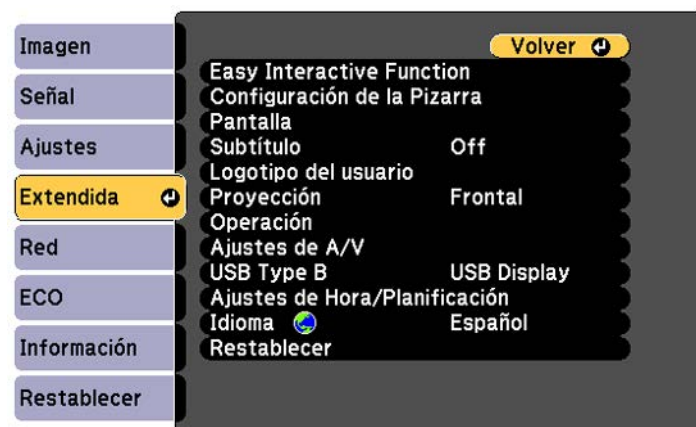 Imagen
Señal
Ajustes
Extendida
Red
ECO
Información
Restablecer
Volver
Easy Interactive Function
Configuración de la Pizarra
Pantalla
Subtítulo Off
Logotipo del usuario
Proyección Frontal
Operación
Ajustes de A/V
USB Type B USB Display
Ajustes de Hora/Planificación
Idioma Español
Restablecer